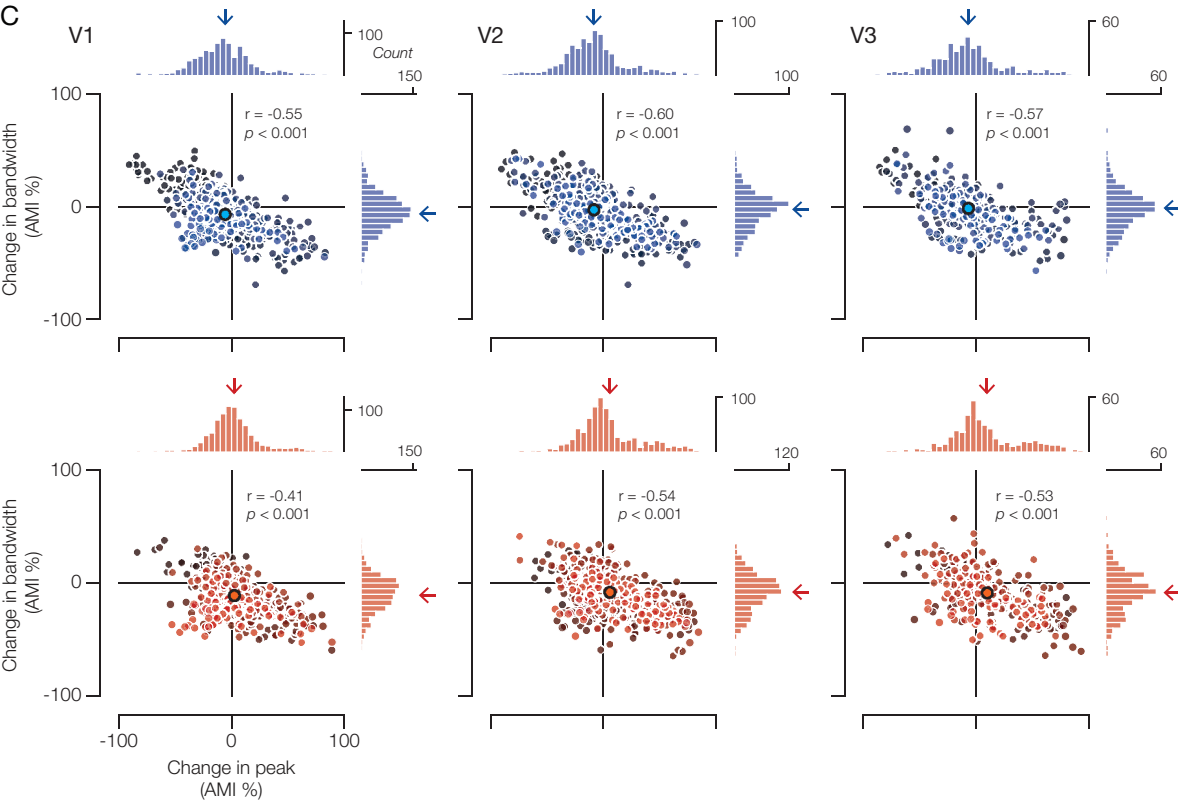 C
V1
100
Count
150
V2
100
100
V3
60
60
100
0
-100
Change in bandwidth
(AMI %)
r = -0.55
p < 0.001
r = -0.60
p < 0.001
r = -0.57
p < 0.001
100
150
100
120
60
60
100
0
-100
Change in bandwidth
(AMI %)
r = -0.41
p < 0.001
r = -0.54
p < 0.001
r = -0.53
p < 0.001
-100 0 100
Change in peak
(AMI %)